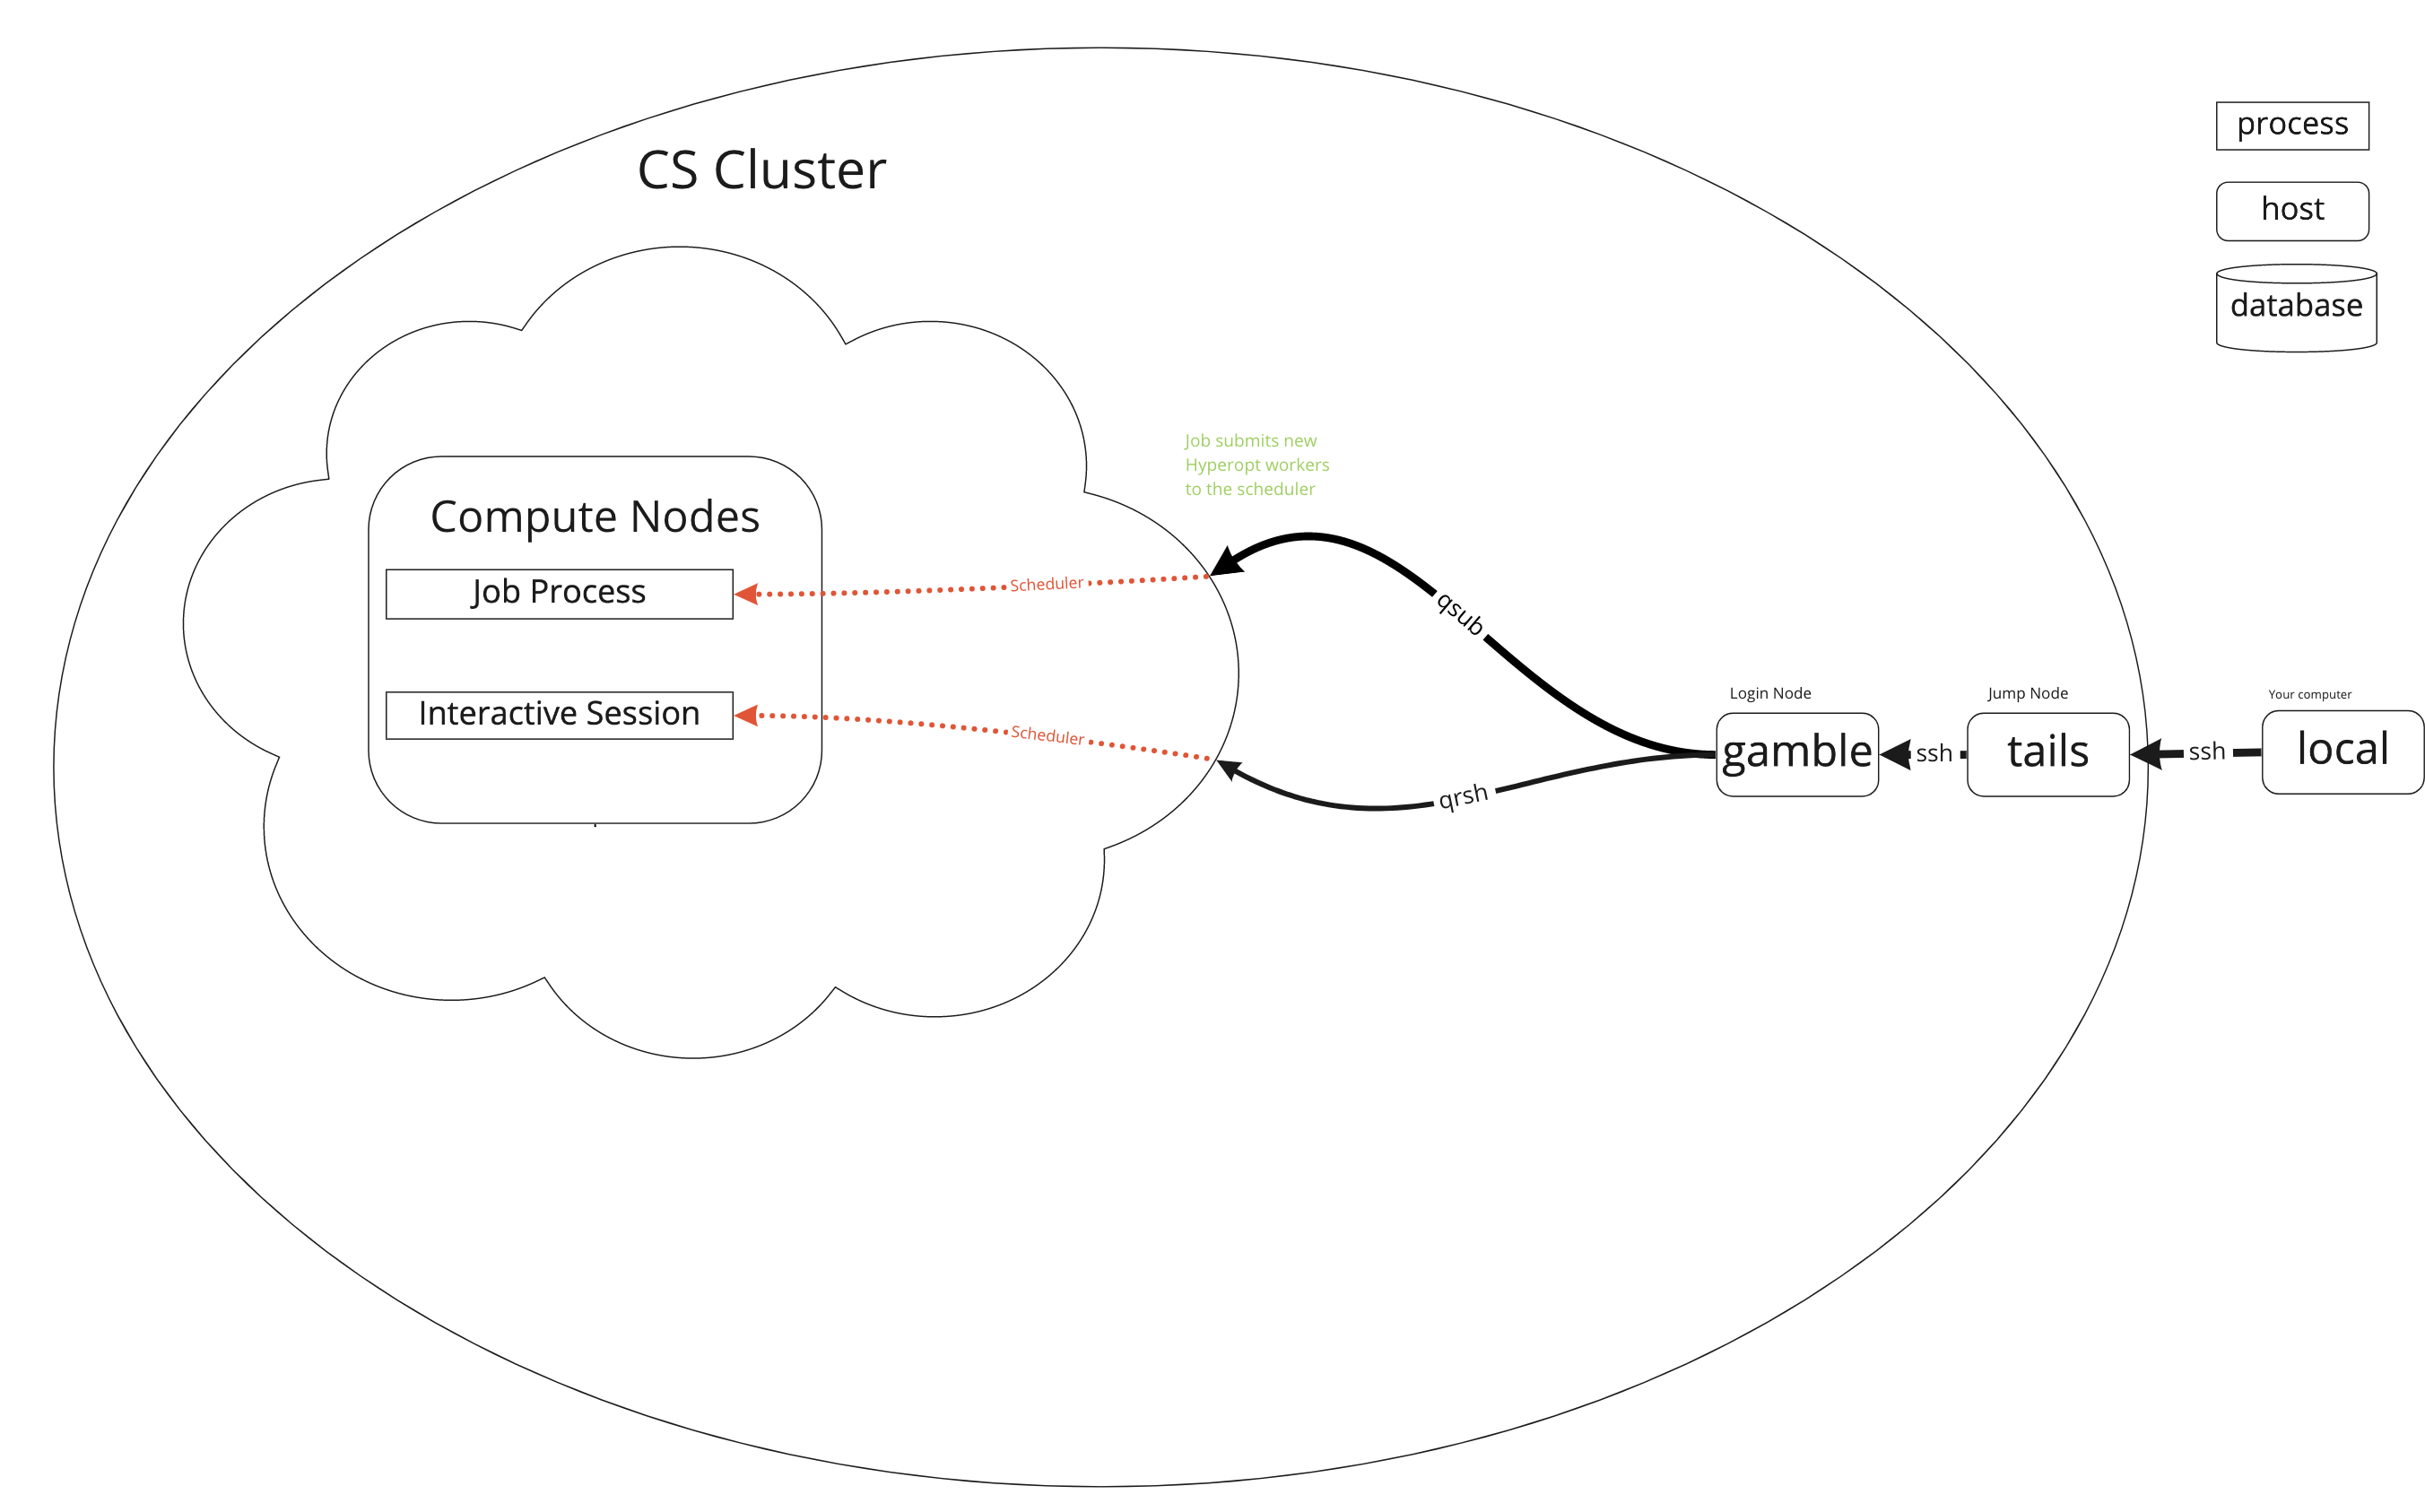 CS Cluster
process
host
database
Job submits new
Hyperopt workers
to the scheduler
Compute Nodes
Job Process
Scheduler
qsub
Interactive Session
Scheduler
qrsh
Login Node
gamble
ssh
Jump Node
tails
ssh
Your computer
local